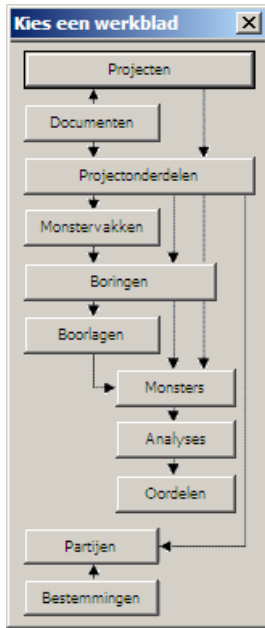 Kies een werkblad
Projecten
Documenten
Projectonderdelen
Monstervakken
Boringen
Boorlagen
Monsters
Analyses
Oordelen
Partijen
Bestemmingen